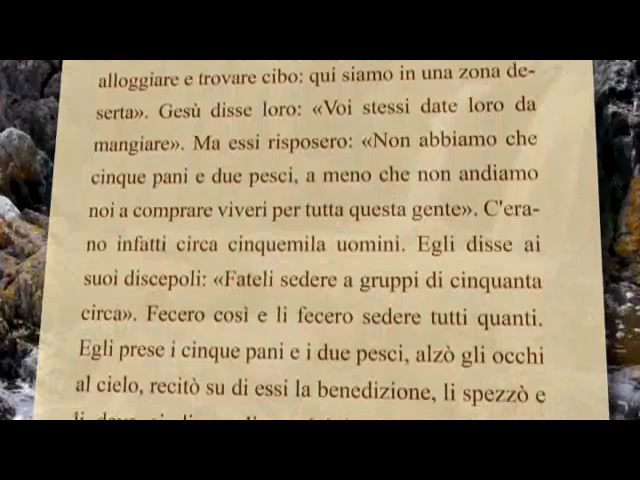 alloggiare e trovare cibo: qui siamo in una zona de-
serta». Gesù disse loro: «Voi stessi date loro da
mangiare». Ma essi risposero: «Non abbiamo che
cinque pani e due pesci, a meno che non andiamo
noi a comprare viveri per tutta questa gente». C'era-
no infatti circa cinquemila uomini. Egli disse ai
suoi discepoli: «Fateli sedere a gruppi di cinquanta
circa». Fecero così e li fecero sedere tutti quanti.
Egli prese i cinque pani e i due pesci, alzò gli occhi
al cielo, recitò su di essi la benedizione, li spezzò e